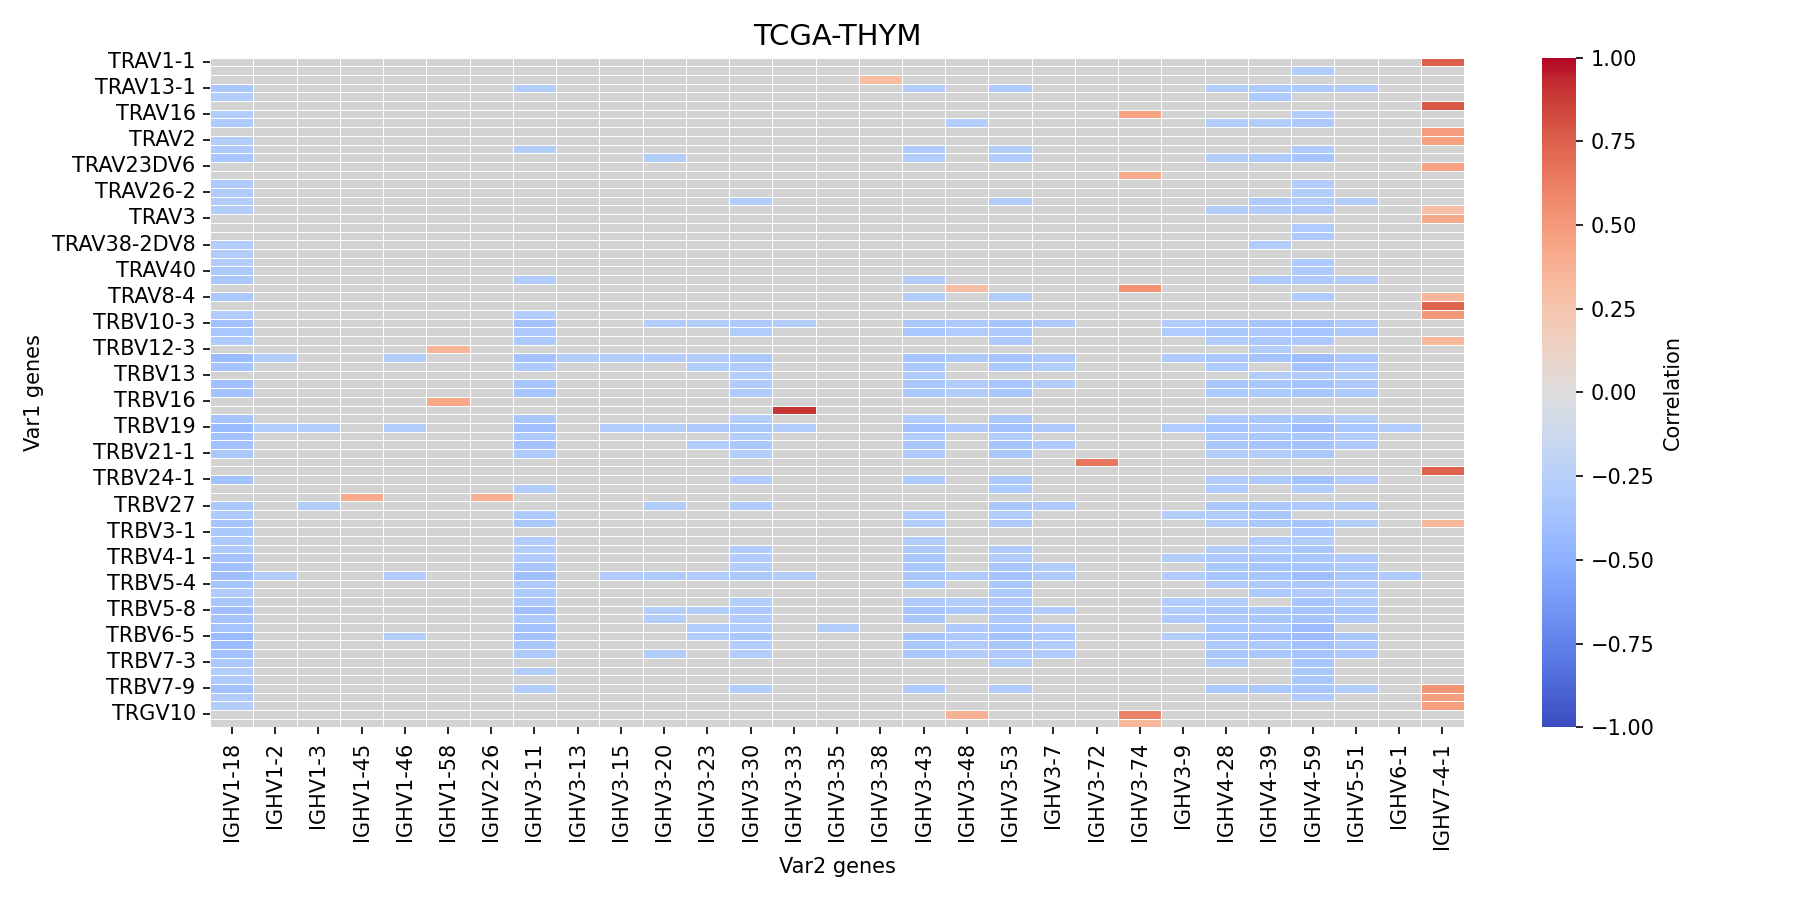 TCGA-THYM
Var1 genes
TRAV1-1
TRAV13-1
TRAV16
TRAV2
TRAV23DV6
TRAV26-2
TRAV3
TRAV38-2DV8
TRAV40
TRAV8-4
TRBV10-3
TRBV12-3
TRBV13
TRBV16
TRBV19
TRBV21-1
TRBV24-1
TRBV27
TRBV3-1
TRBV4-1
TRBV5-4
TRBV5-8
TRBV6-5
TRBV7-3
TRBV7-9
TRGV10
IGHV1-18
IGHV1-2
IGHV1-3
IGHV1-45
IGHV1-46
IGHV1-58
IGHV2-26
IGHV3-11
IGHV3-13
IGHV3-15
IGHV3-20
IGHV3-23
IGHV3-30
IGHV3-33
IGHV3-35
IGHV3-38
IGHV3-43
IGHV3-48
IGHV3-53
IGHV3-7
IGHV3-72
IGHV3-74
IGHV3-9
IGHV4-28
IGHV4-39
IGHV4-59
IGHV5-51
IGHV6-1
IGHV7-4-1
Var2 genes
1.00
0.75
0.50
0.25
0.00
−0.25
−0.50
−0.75
−1.00
Correlation